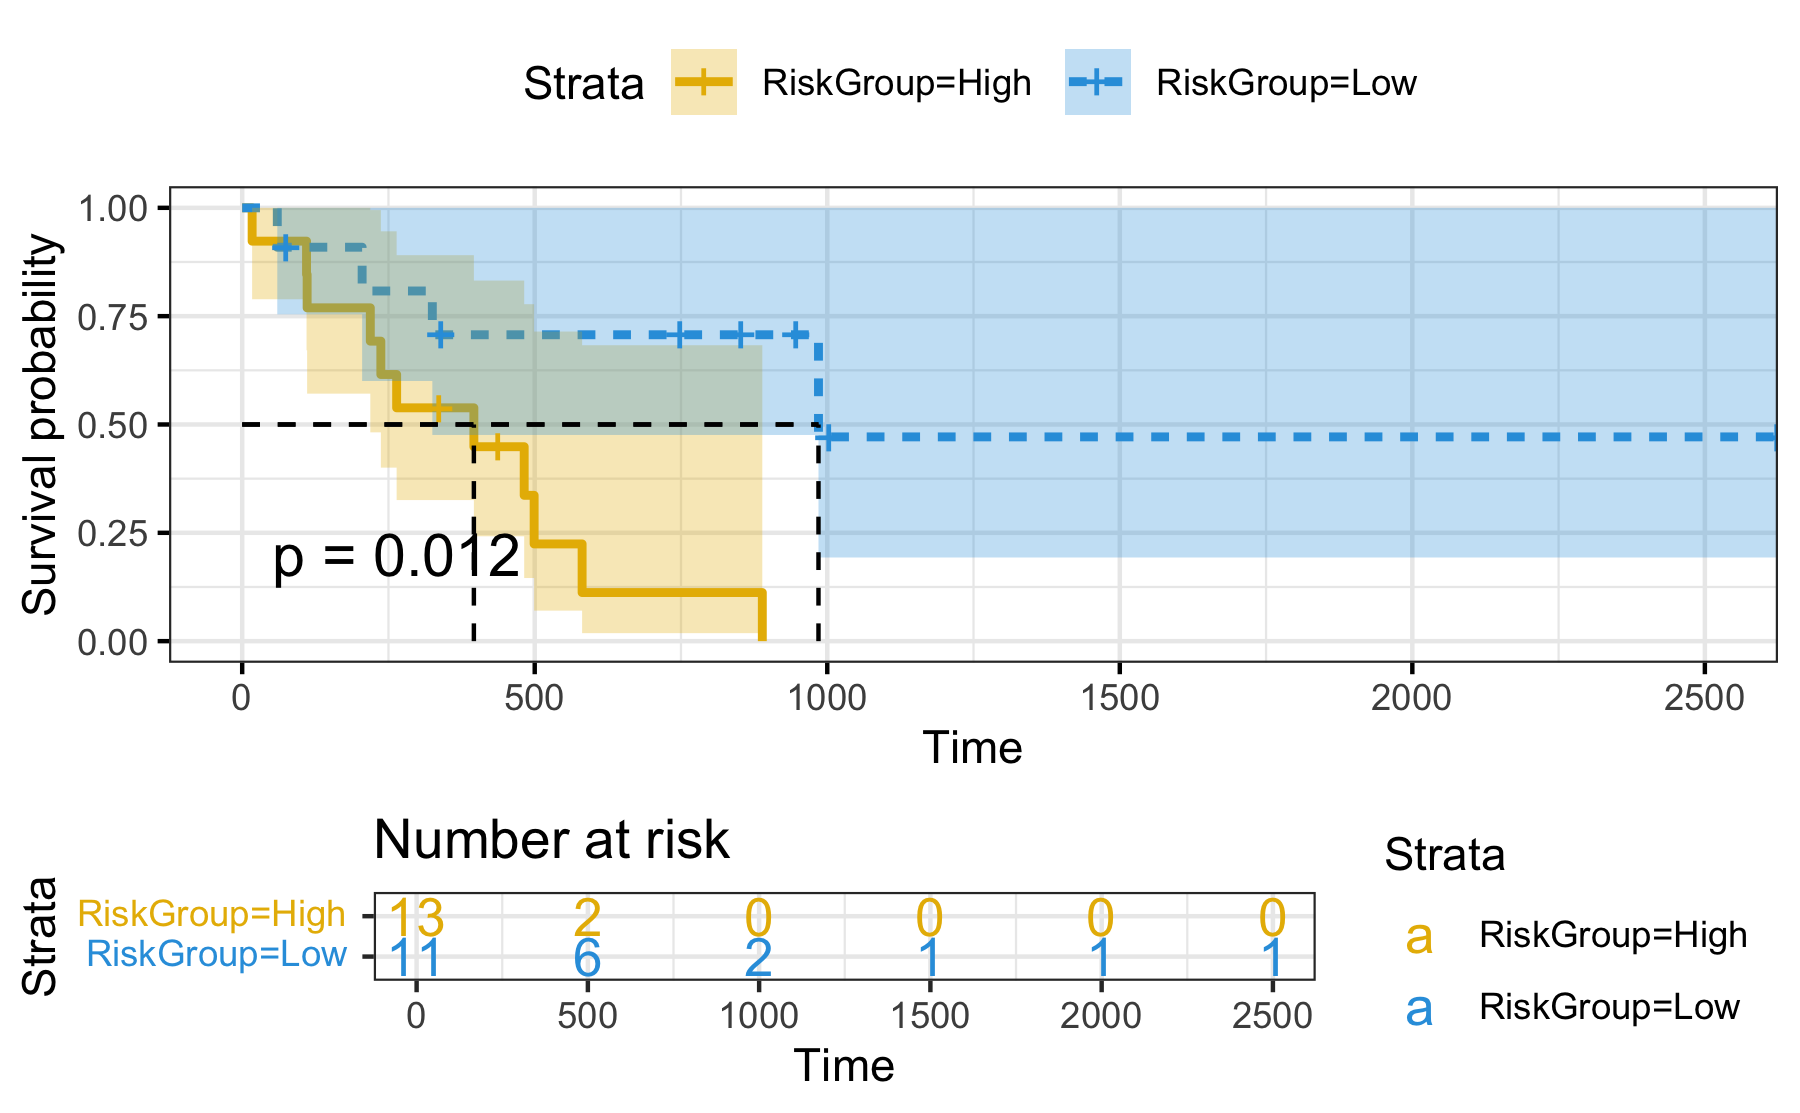 Strata RiskGroup=High RiskGroup=Low
Survival probability
1.00
0.75
0.50
0.25
0.00
p = 0.012
0 500 1000 1500 2000 2500
Time
Number at risk
Strata
RiskGroup=High 13 2 0 0 0 0
RiskGroup=Low 11 6 2 1 1 1
0 500 1000 1500 2000 2500
Time
Strata
a RiskGroup=High
a RiskGroup=Low